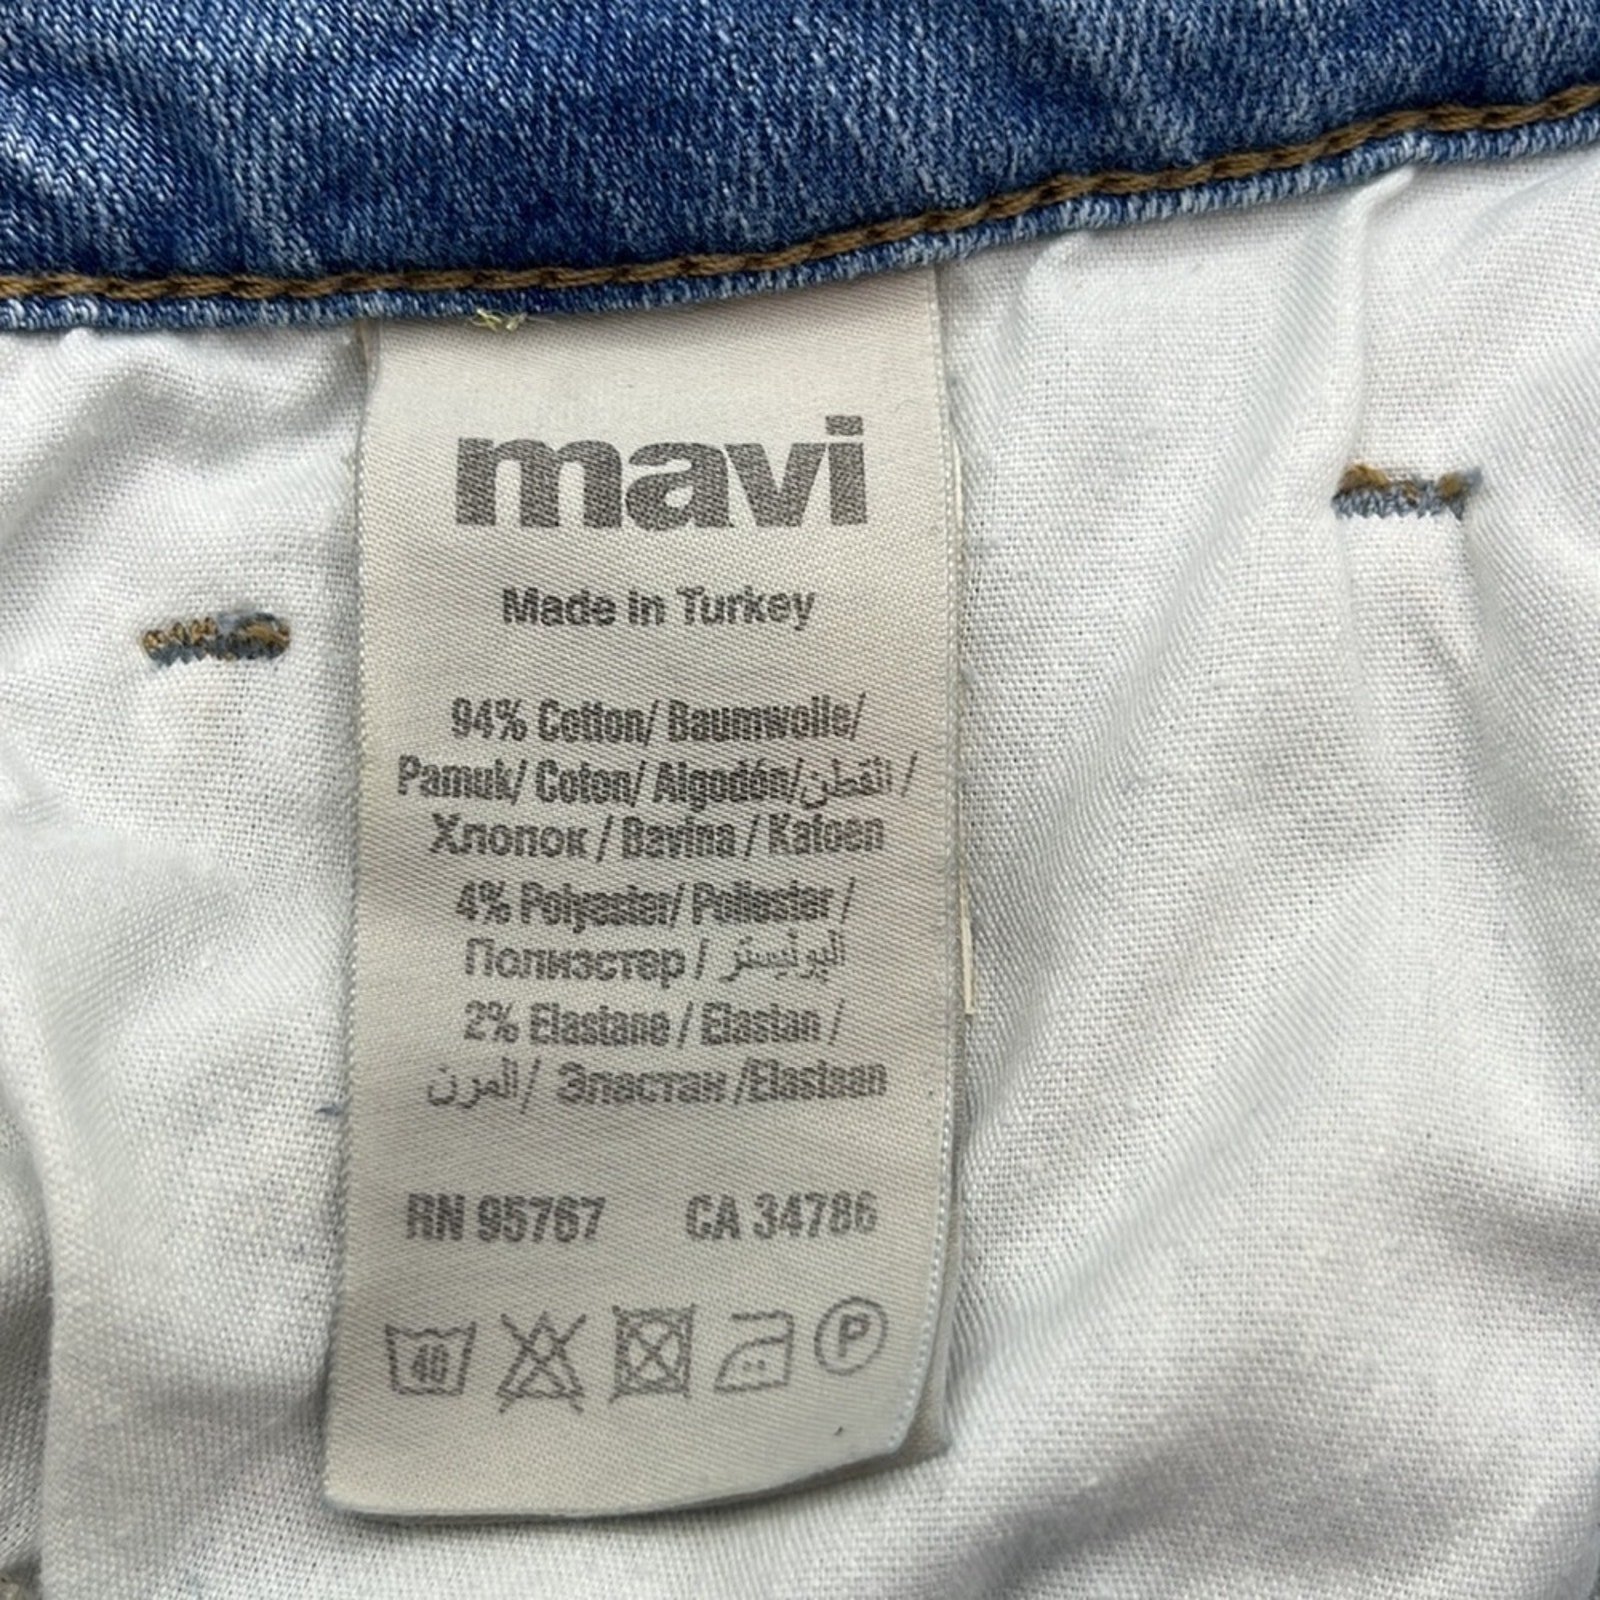 mavi
Made in Turkey
94% Cotton/ Baumwolle/
Pamuk/ Coton/ Algodón/القطن /
Хлопок / Bavlna / Katoen
4% Polyester/ Poliester /
Полиэстер / البوليستر
2% Elastane / Elastan /
المرن/ Эластан /Elastaan
RN 95767 CA 34786
40
P